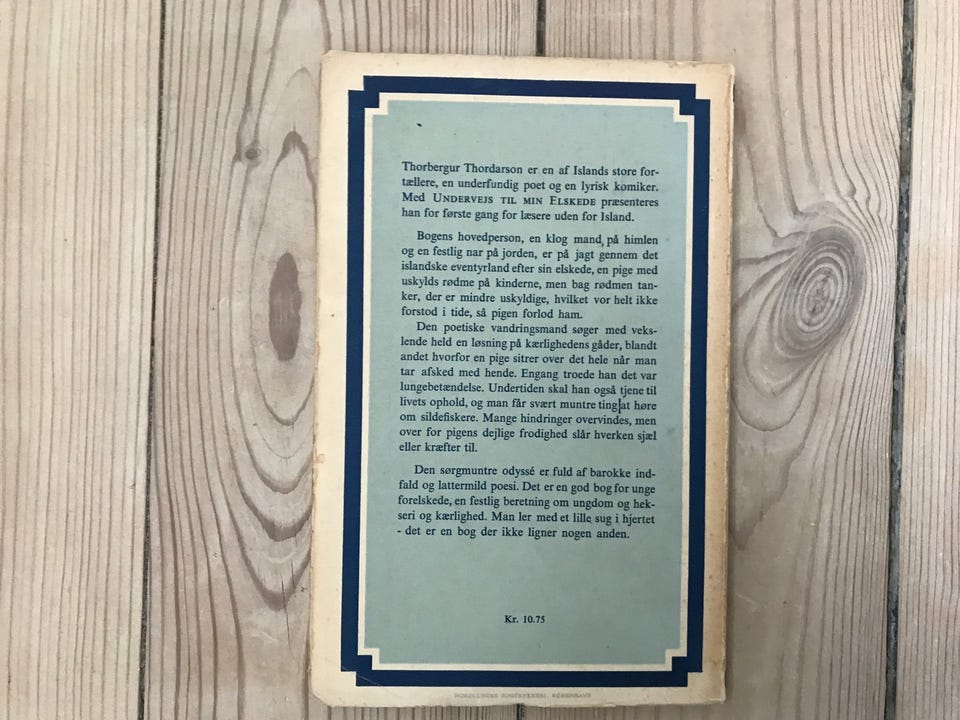 Thorbergur Thordarson er en af Islands store for-
tællere, en underfundig poet og en lyrisk komiker.
Med UNDERVEJS TIL MIN ELSKEDE præsenteres
han for første gang for læsere uden for Island.
Bogens hovedperson, en klog mand på himlen
og en festlig nar på jorden, er på jagt gennem det
islandske eventyrland efter sin elskede, en pige med
uskylds rødme på kinderne, men bag rødmen tan-
ker, der er mindre uskyldige, hvilket vor helt ikke
forstod i tide, så pigen forlod ham.
Den poetiske vandringsmand søger med veks-
lende held en løsning på kærlighedens gåder, blandt
andet hvorfor en pige sitrer over det hele når man
tar afsked med hende. Engang troede han det var
lungebetændelse. Undertiden skal han også tjene til
livets ophold, og man får svært muntre ting at høre
om sildefiskere. Mange hindringer overvindes, men
over for pigens dejlige frodighed slår hverken sjæl
eller kræfter til.
Den sørgmuntre odyssé er fuld af barokke ind-
fald og lattermild poesi. Det er en god bog for unge
forelskede, en festlig beretning om ungdom og hek-
seri og kærlighed. Man ler med et lille sug i hjertet
- det er en bog der ikke ligner nogen anden.
Kr. 10.75
NORDLUNDES BOGTRYKKERI, KØBENHAVN